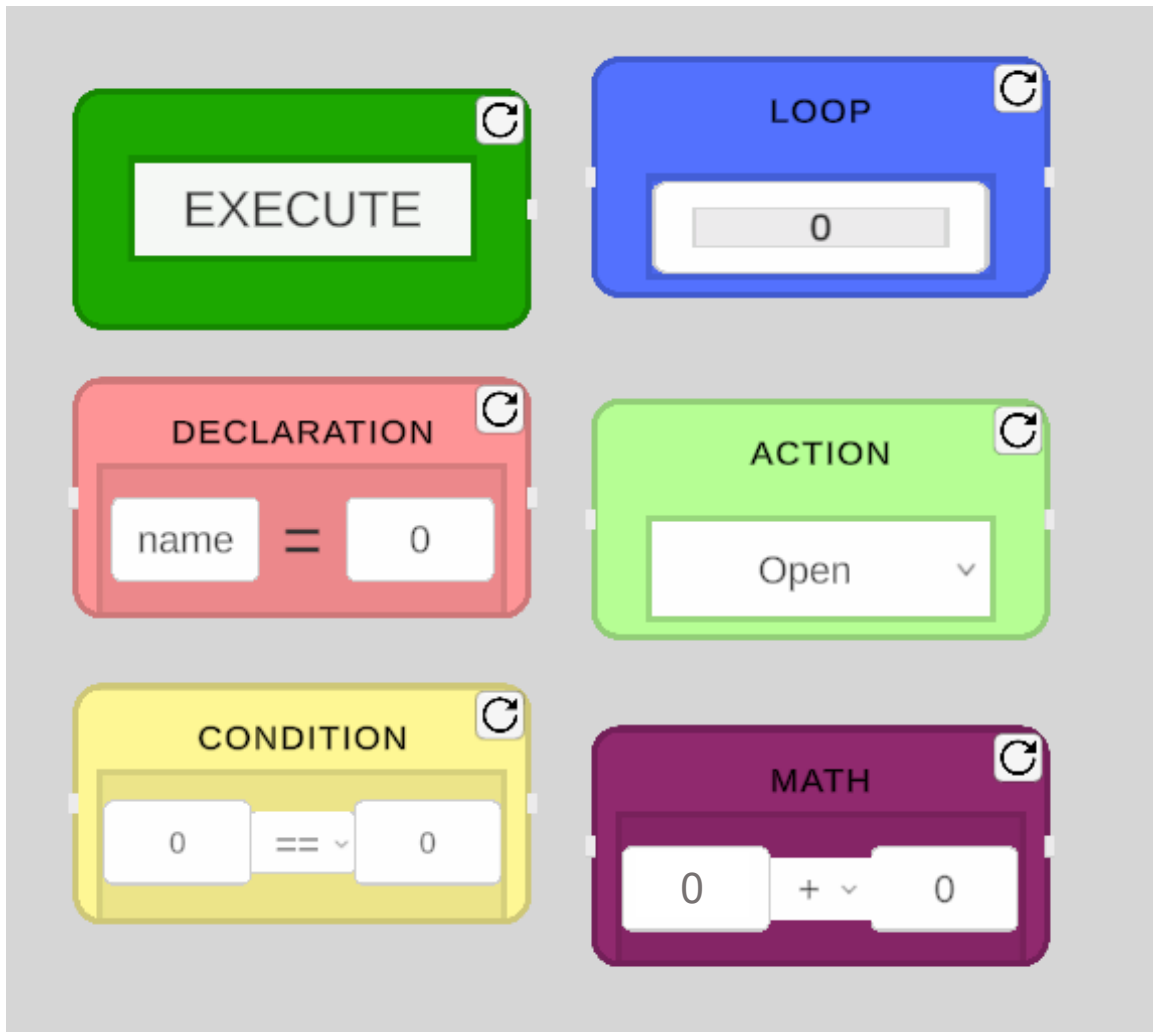 EXECUTE
LOOP
0
DECLARATION
name = 0
ACTION
Open
CONDITION
0 == 0
MATH
0 + 0